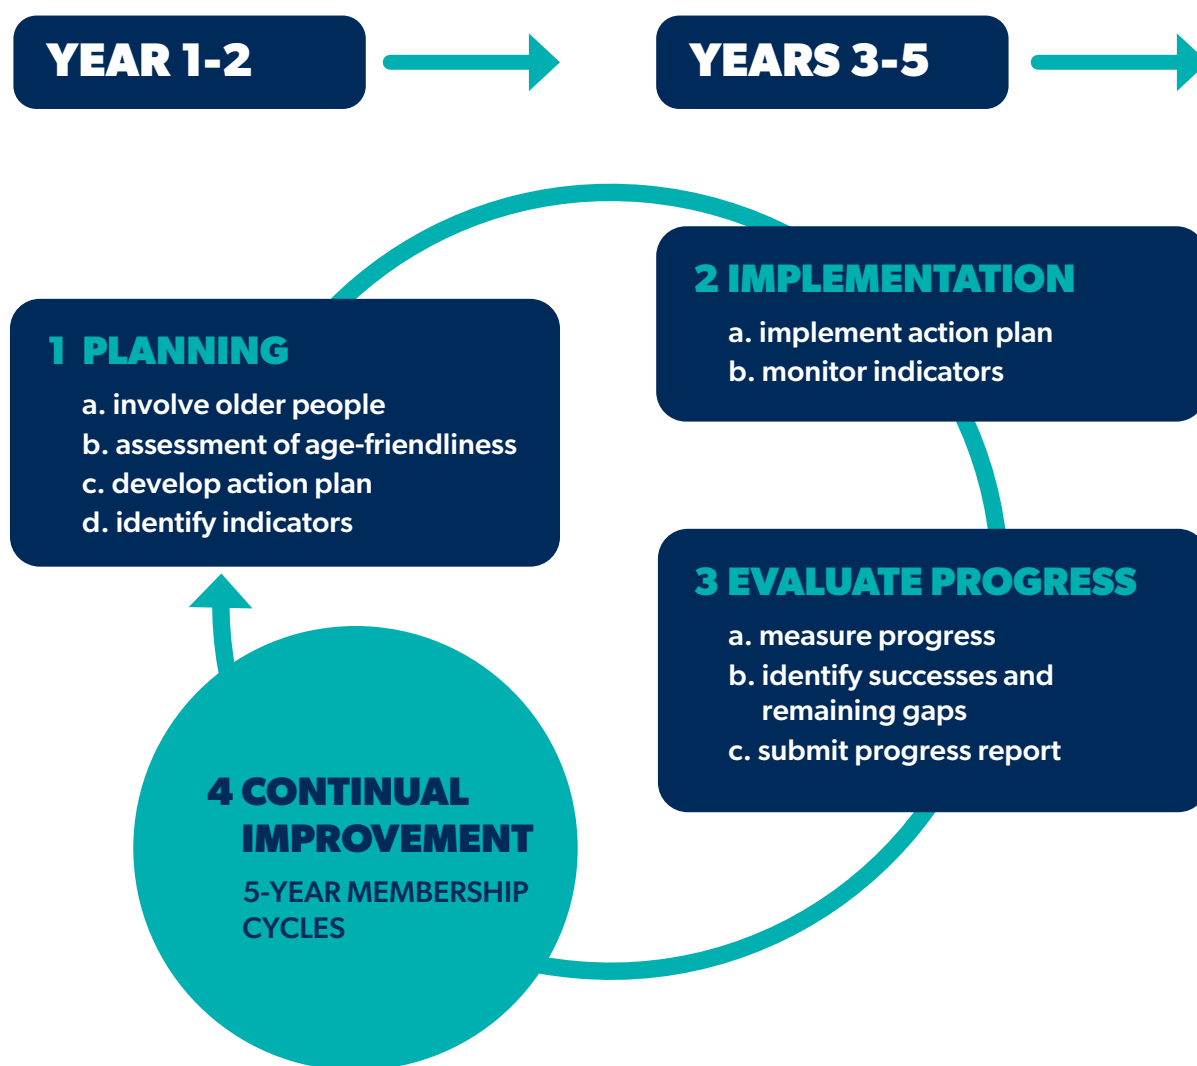 YEAR 1-2
YEARS 3-5
1 PLANNING
a. involve older people
b. assessment of age-friendliness
c. develop action plan
d. identify indicators
2 IMPLEMENTATION
a. implement action plan
b. monitor indicators
3 EVALUATE PROGRESS
a. measure progress
b. identify successes and
remaining gaps
c. submit progress report
4 CONTINUAL
IMPROVEMENT
5-YEAR MEMBERSHIP
CYCLES